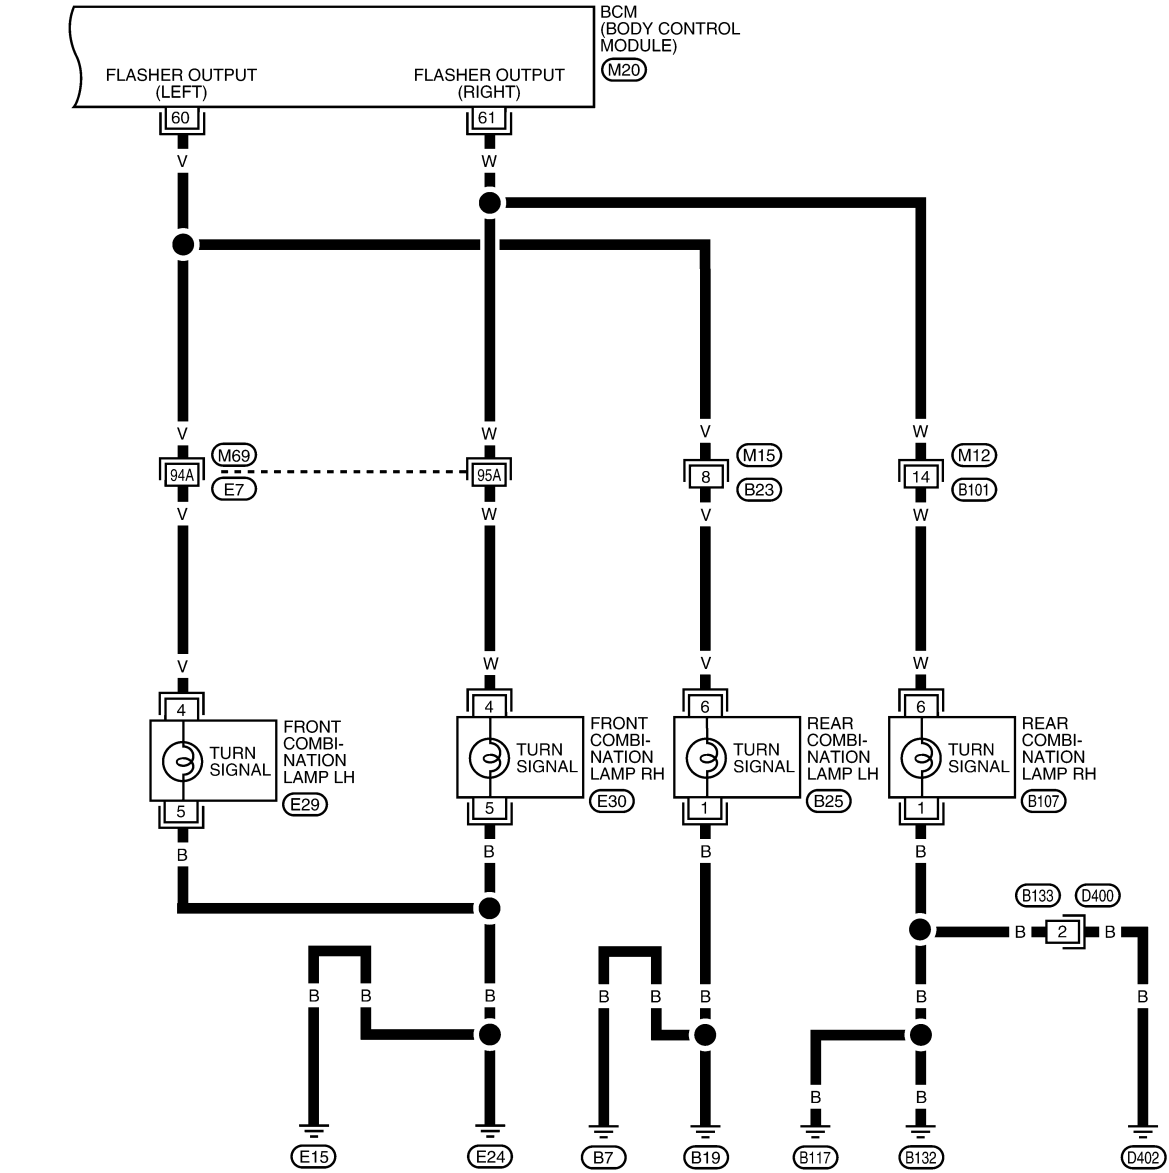 BCM
(BODY CONTROL
MODULE)
M20
FLASHER OUTPUT
(LEFT)
FLASHER OUTPUT
(RIGHT)
60
61
V
W
V
W
V
W
94A
M69
E7
95A
8
M15
B23
14
M12
B101
V
W
V
W
V
W
V
W
4
4
6
6
TURN
SIGNAL
FRONT
COMBI-
NATION
LAMP LH
E29
TURN
SIGNAL
FRONT
COMBI-
NATION
LAMP RH
E30
TURN
SIGNAL
REAR
COMBI-
NATION
LAMP LH
B25
TURN
SIGNAL
REAR
COMBI-
NATION
LAMP RH
B107
5
5
1
1
B
B
B
B
B133
D400
B
2
B
B
B
B
B
B
B
B
B
B
B
E15
E24
B7
B19
B117
B132
D402